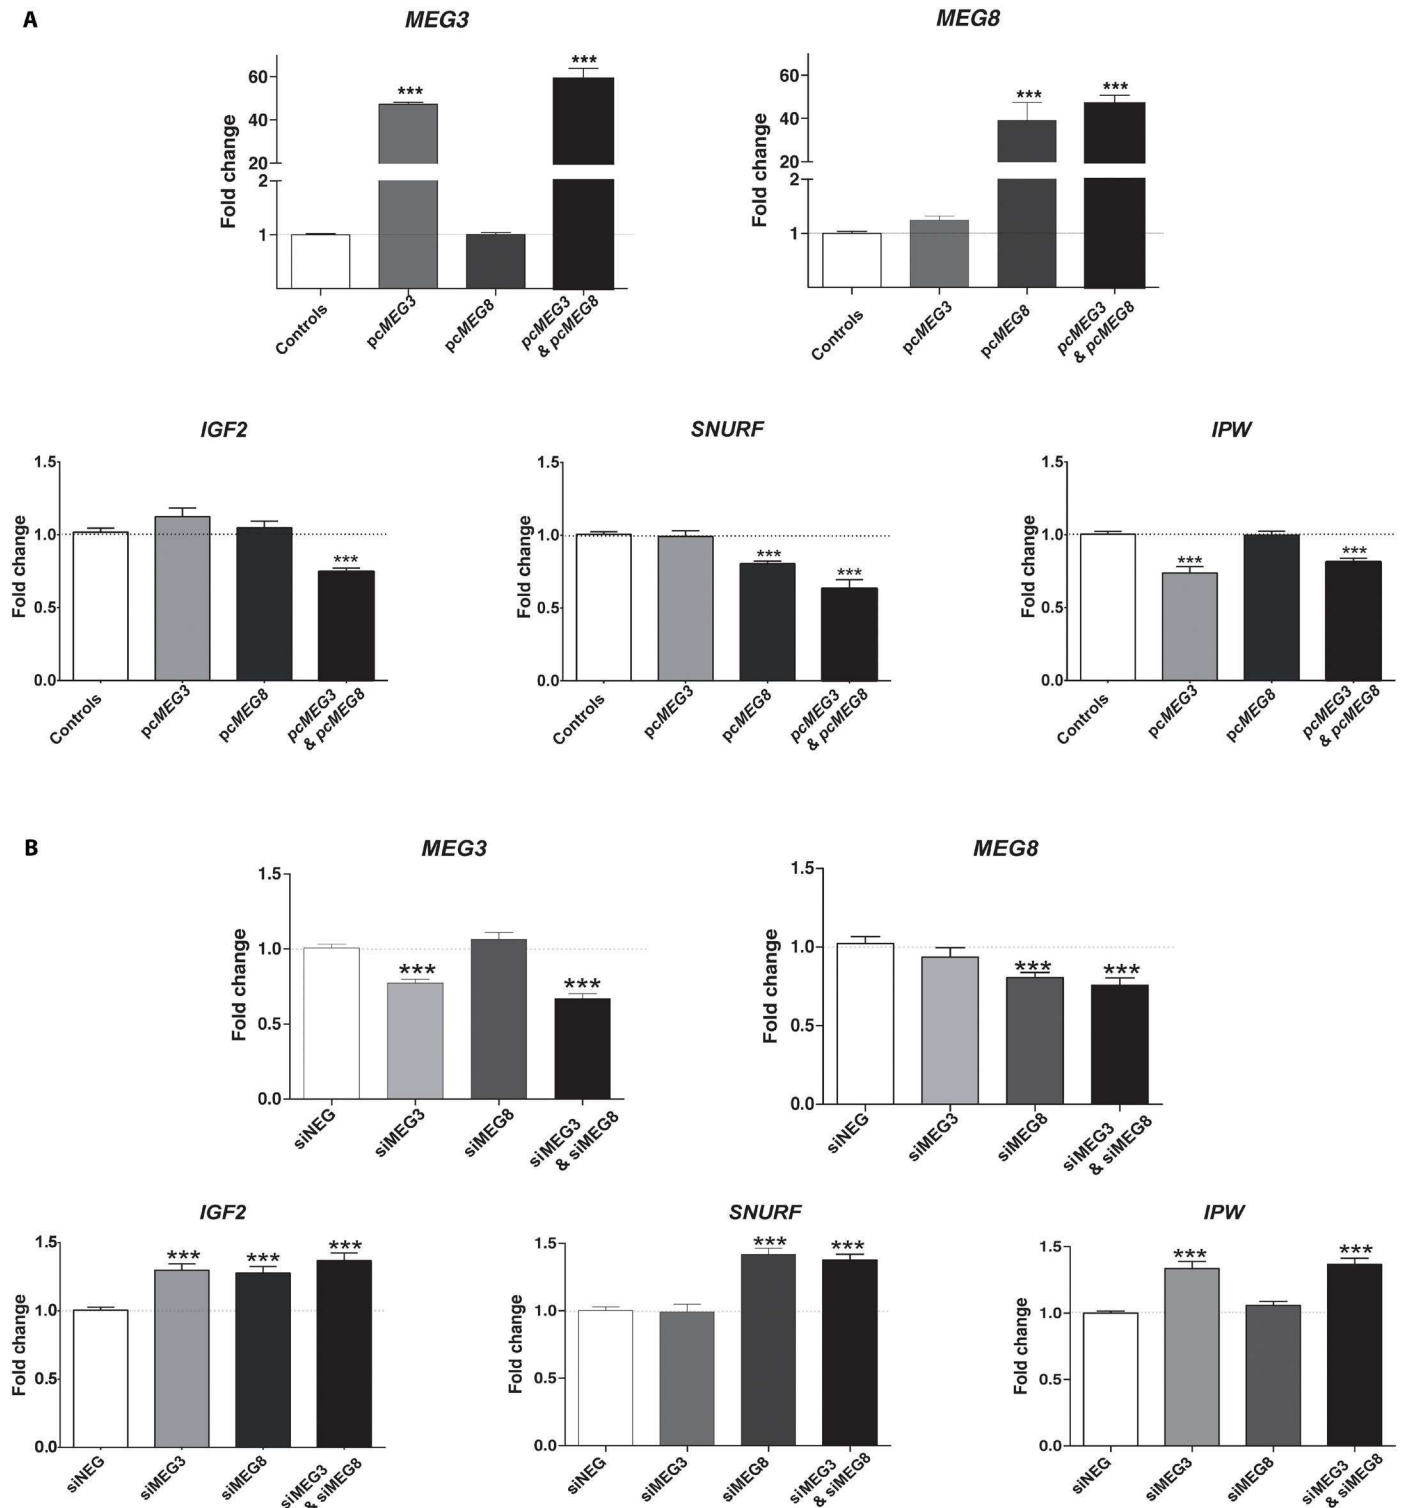 A
MEG3
MEG8
Fold change
60
40
20
2
1
***
***
Controls
pcMEG3
pcMEG8
pcMEG3
& pcMEG8
Fold change
60
40
20
2
1
***
***
Controls
pcMEG3
pcMEG8
pcMEG3
& pcMEG8
IGF2
SNURF
IPW
Fold change
1.5
1.0
0.5
0.0
***
Controls
pcMEG3
pcMEG8
pcMEG3
& pcMEG8
Fold change
1.5
1.0
0.5
0.0
***
***
Controls
pcMEG3
pcMEG8
pcMEG3
& pcMEG8
Fold change
1.5
1.0
0.5
0.0
***
***
Controls
pcMEG3
pcMEG8
pcMEG3
& pcMEG8
B
MEG3
MEG8
Fold change
1.5
1.0
0.5
0.0
***
***
siNEG
siMEG3
siMEG8
siMEG3
& siMEG8
Fold change
1.5
1.0
0.5
0.0
***
***
siNEG
siMEG3
siMEG8
siMEG3
& siMEG8
IGF2
SNURF
IPW
Fold change
1.5
1.0
0.5
0.0
***
***
***
siNEG
siMEG3
siMEG8
siMEG3
& siMEG8
Fold change
1.5
1.0
0.5
0.0
***
***
siNEG
siMEG3
siMEG8
siMEG3
& siMEG8
Fold change
1.5
1.0
0.5
0.0
***
***
siNEG
siMEG3
siMEG8
siMEG3
& siMEG8